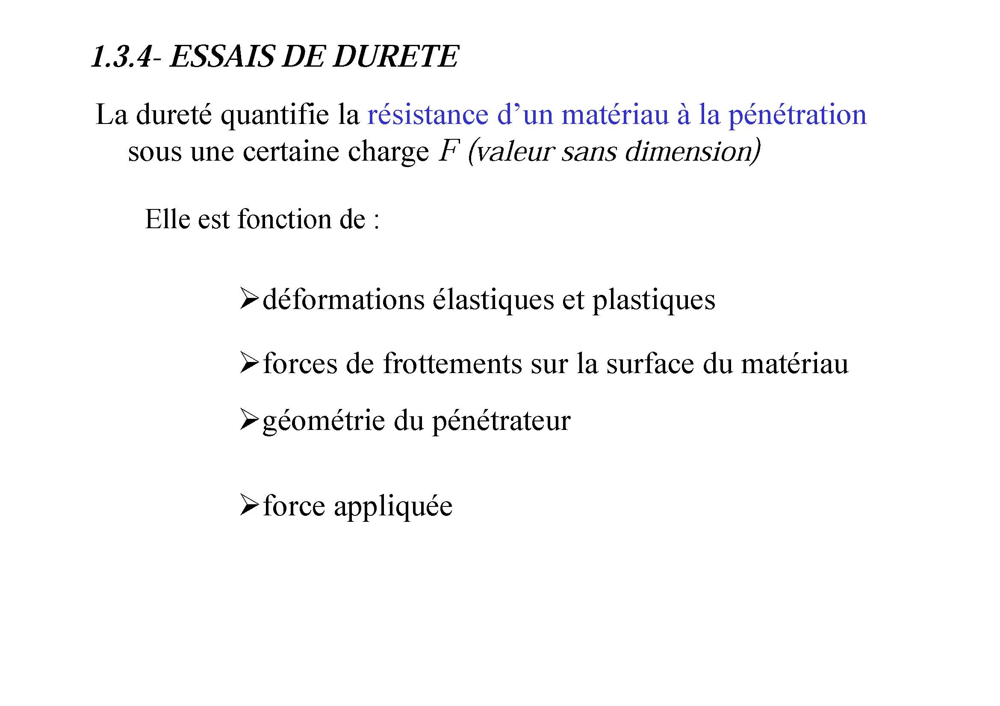 1.3.4- ESSAIS DE DURETE
La dureté quantifie la résistance d’un matériau à la pénétration
sous une certaine charge F (valeur sans dimension)
Elle est fonction de :
➢déformations élastiques et plastiques
➢forces de frottements sur la surface du matériau
➢géométrie du pénétrateur
➢force appliquée